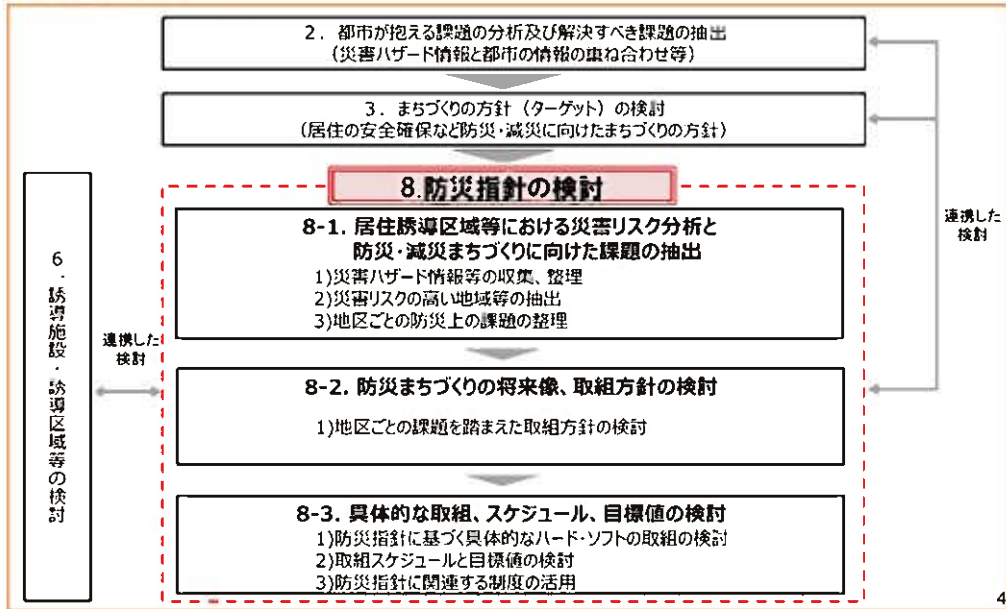 2．都市が抱える課題の分析及び解決すべき課題の抽出
（災害ハザード情報と都市の情報の重ね合わせ等）
3．まちづくりの方針（ターゲット）の検討
（居住の安全確保など防災・減災に向けたまちづくりの方針）
8.防災指針の検討
8-1. 居住誘導区域等における災害リスク分析と
防災・減災まちづくりに向けた課題の抽出
1)災害ハザード情報等の収集、整理
2)災害リスクの高い地域等の抽出
3)地区ごとの防災上の課題の整理
8-2. 防災まちづくりの将来像、取組方針の検討
1)地区ごとの課題を踏まえた取組方針の検討
8-3. 具体的な取組、スケジュール、目標値の検討
1)防災指針に基づく具体的なハード・ソフトの取組の検討
2)取組スケジュールと目標値の検討
3)防災指針に関連する制度の活用
6．誘導施設・誘導区域等の検討
連携した
検討
連携した
検討
4